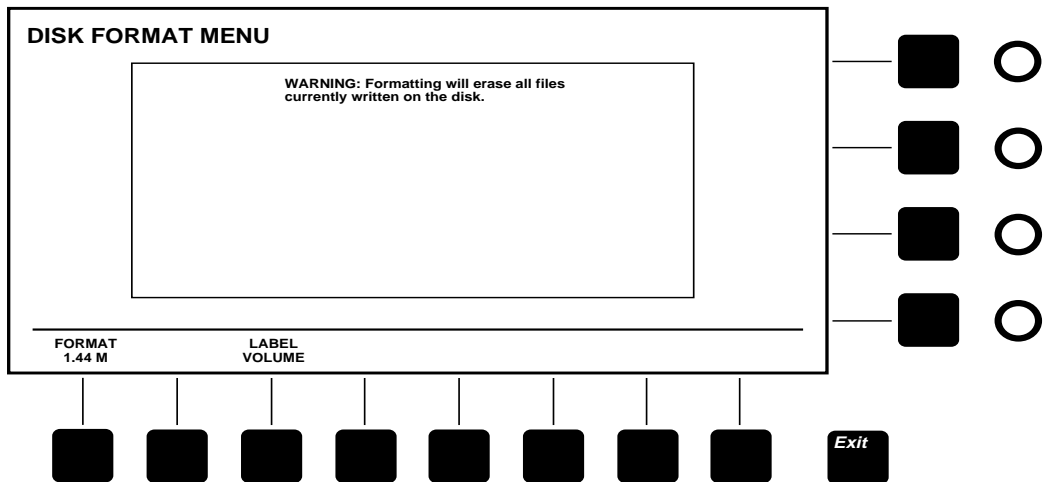 DISK FORMAT MENU
WARNING: Formatting will erase all files
currently written on the disk.
FORMAT
1.44 M
LABEL
VOLUME
Exit